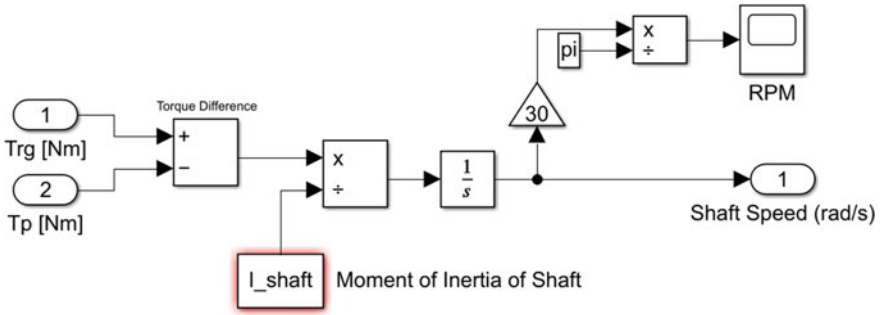 1
Trg [Nm]
2
Tp [Nm]
Torque Difference
+
−
x
÷
I_shaft
Moment of Inertia of Shaft
1
s
30
pi
x
÷
RPM
1
Shaft Speed (rad/s)